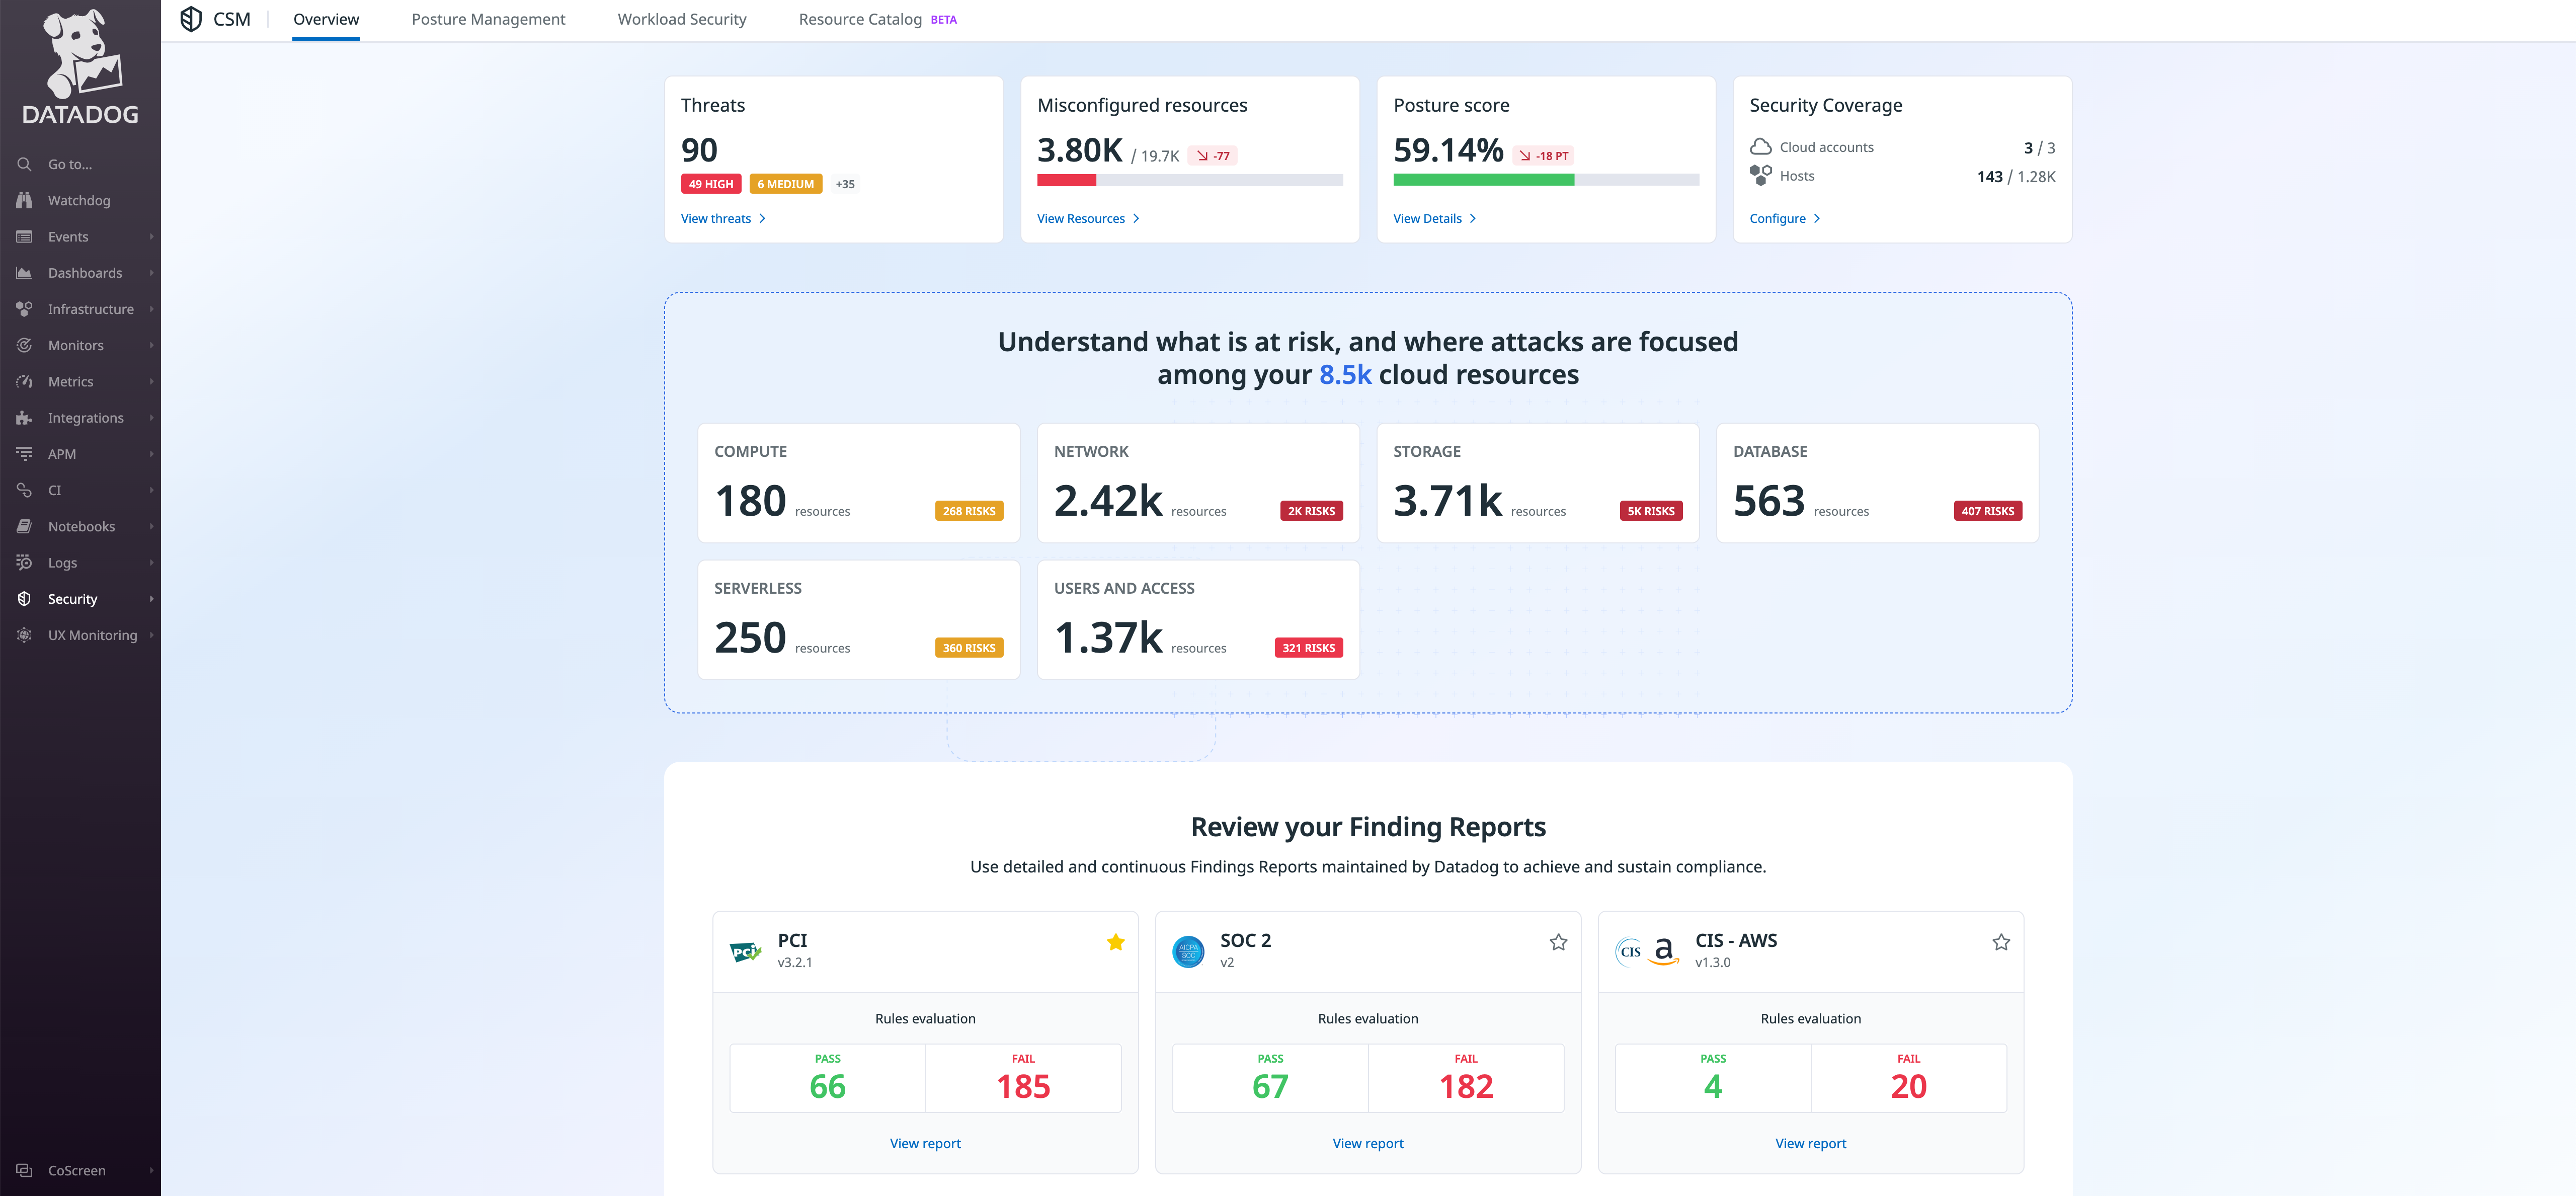 DATADOG
Go to...
Watchdog
Events
Dashboards
Infrastructure
Monitors
Metrics
Integrations
APM
CI
Notebooks
Logs
Security
UX Monitoring
CoScreen
CSM Overview Posture Management Workload Security Resource Catalog BETA
Threats
90
49 HIGH 6 MEDIUM +35
View threats
Misconfigured resources
3.80K / 19.7K -77
View Resources
Posture score
59.14% -18 PT
View Details
Security Coverage
Cloud accounts 3 / 3
Hosts 143 / 1.28K
Configure
Understand what is at risk, and where attacks are focused
among your 8.5k cloud resources
COMPUTE
180 resources 268 RISKS
NETWORK
2.42k resources 2K RISKS
STORAGE
3.71k resources 5K RISKS
DATABASE
563 resources 407 RISKS
SERVERLESS
250 resources 360 RISKS
USERS AND ACCESS
1.37k resources 321 RISKS
Review your Finding Reports
Use detailed and continuous Findings Reports maintained by Datadog to achieve and sustain compliance.
PCI
PCI
v3.2.1
Rules evaluation
PASS FAIL
66 185
View report
AICPA
SOC
SOC 2
v2
Rules evaluation
PASS FAIL
67 182
View report
CIS a
CIS - AWS
v1.3.0
Rules evaluation
PASS FAIL
4 20
View report